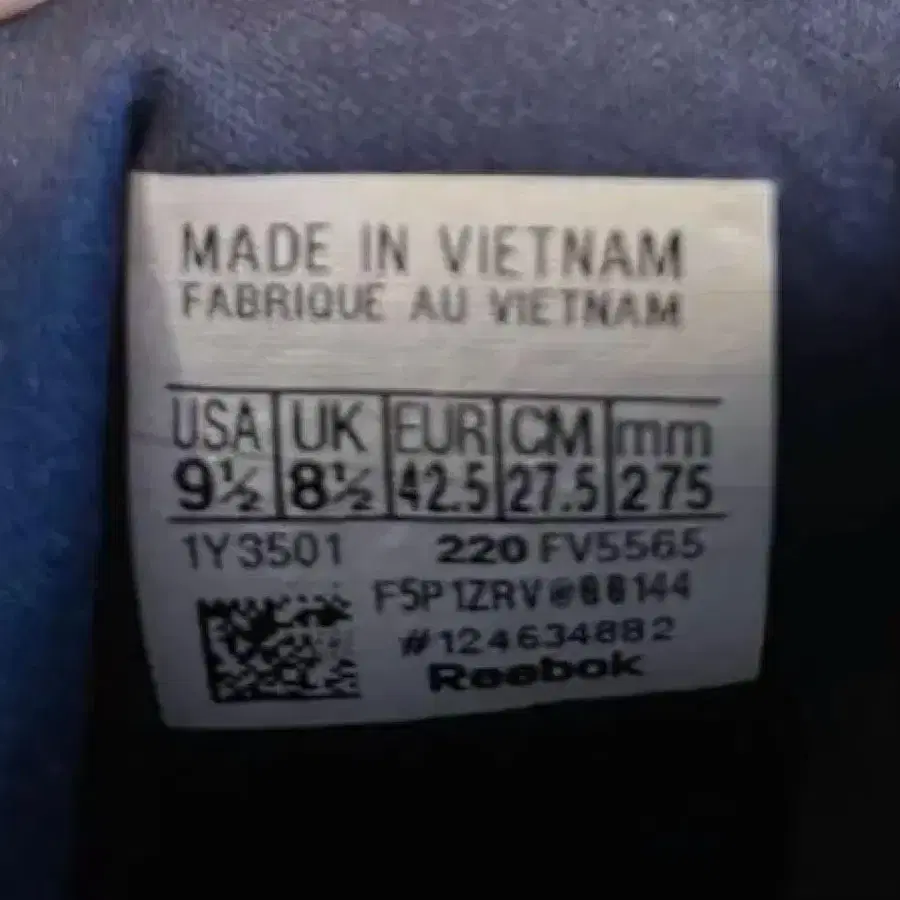 MADE IN VIETNAM
FABRIQUE AU VIETNAM
USA UK EUR CM mm
9½ 8½ 42.5 27.5 275
1Y3501 220 FV5565
F5P1ZRV@88144
#124634882
Reebok